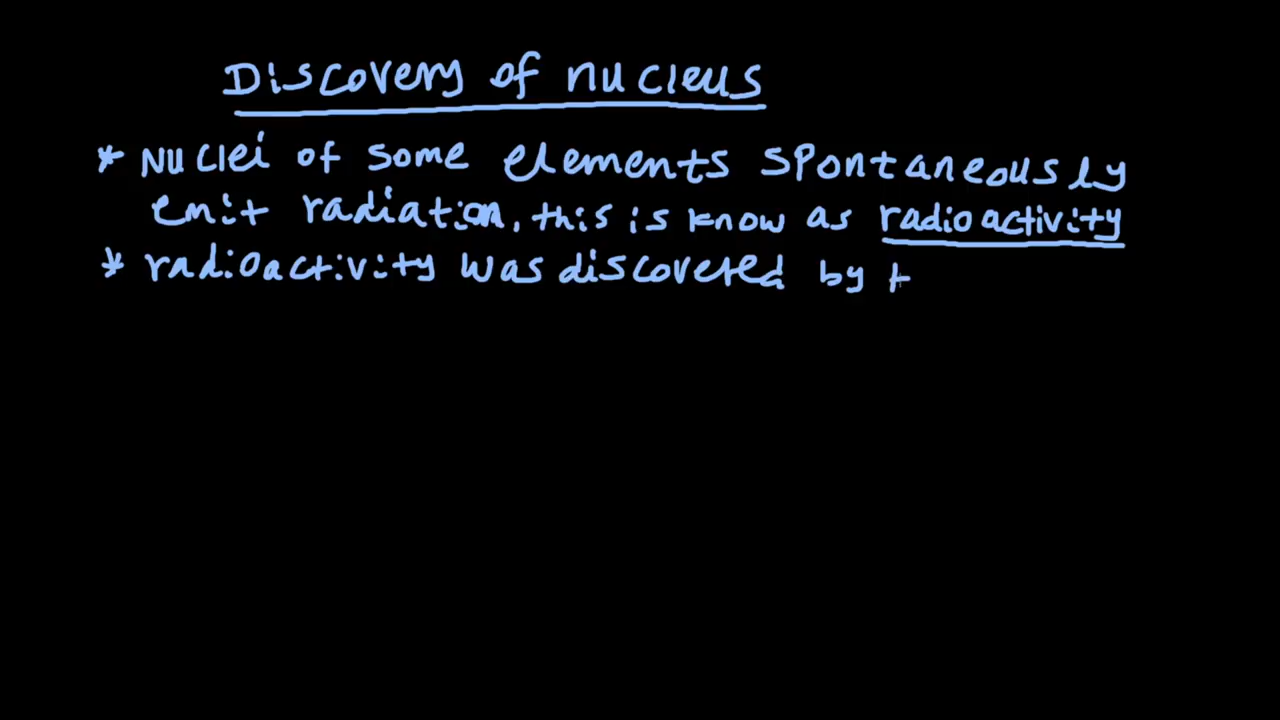 Discovery of nucleus
* Nuclei of some elements spontaneously
emit radiation, this is know as radioactivity
* radioactivity was discovered by